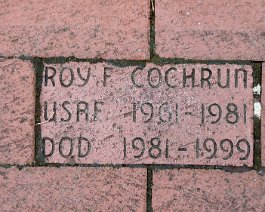 ROY F COCHRUN
USAF 1961-1981
DOD 1981-1999